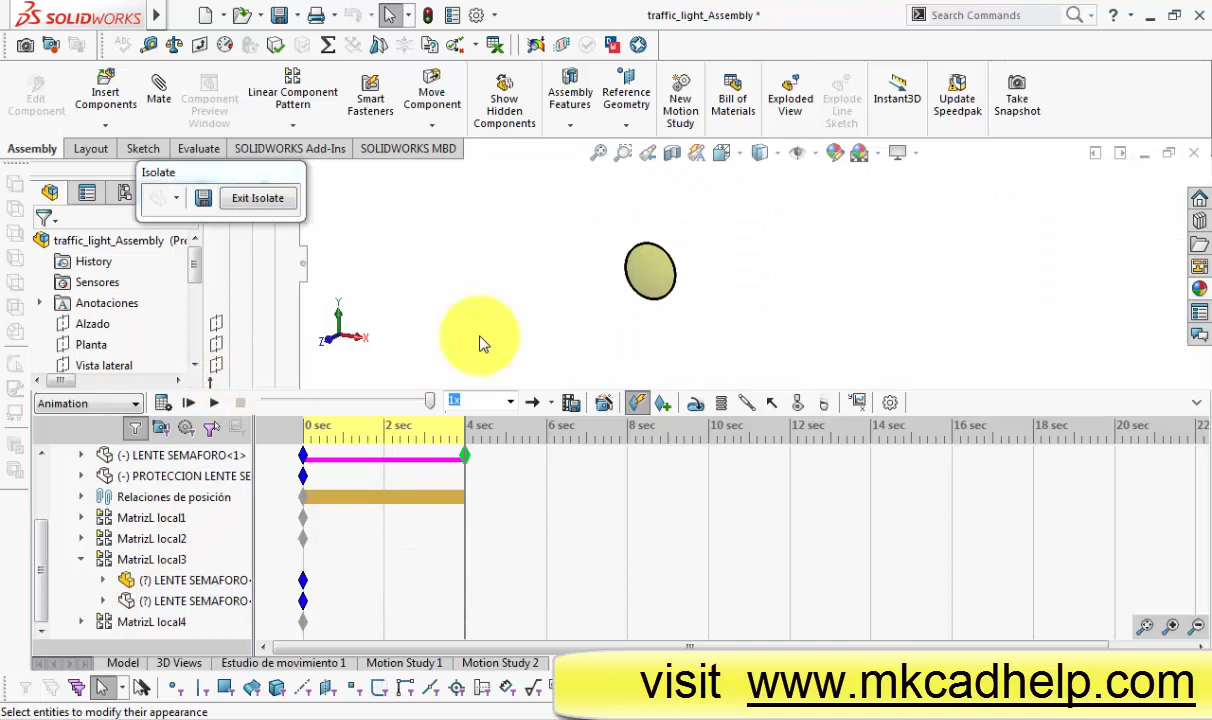 SOLIDWORKS
traffic_light_Assembly *
Search Commands
?
Edit Component
Insert Components
Mate
Component Preview Window
Linear Component Pattern
Smart Fasteners
Move Component
Show Hidden Components
Assembly Features
Reference Geometry
New Motion Study
Bill of Materials
Exploded View
Explode Line Sketch
Instant3D
Update Speedpak
Take Snapshot
Assembly
Layout
Sketch
Evaluate
SOLIDWORKS Add-Ins
SOLIDWORKS MBD
Isolate
Exit Isolate
traffic_light_Assembly (Pre
History
Sensores
Anotaciones
Alzado
Planta
Vista lateral
Y
X
Z
Animation
1x
0 sec
2 sec
4 sec
6 sec
8 sec
10 sec
12 sec
14 sec
16 sec
18 sec
20 sec
22
(-) LENTE SEMAFORO<1>
(-) PROTECCION LENTE SE
Relaciones de posición
MatrizL local1
MatrizL local2
MatrizL local3
(?) LENTE SEMAFORO
(?) LENTE SEMAFORO
MatrizL local4
Model
3D Views
Estudio de movimiento 1
Motion Study 1
Motion Study 2
Select entities to modify their appearance
visit www.mkcadhelp.com